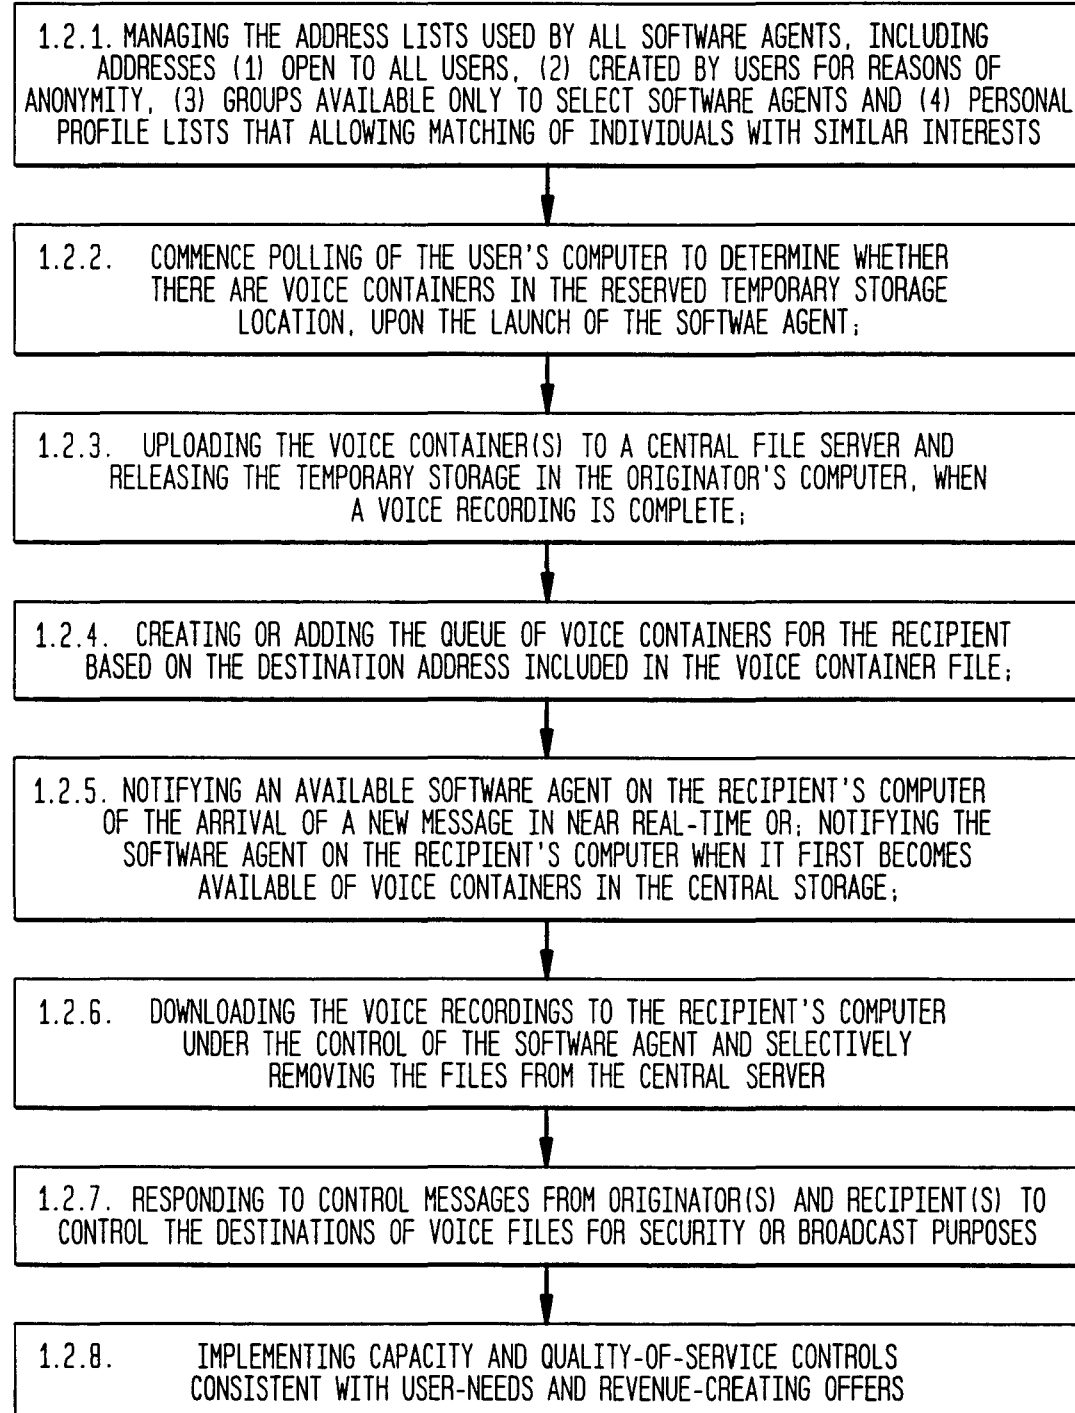 1.2.1. MANAGING THE ADDRESS LISTS USED BY ALL SOFTWARE AGENTS, INCLUDING
ADDRESSES (1) OPEN TO ALL USERS, (2) CREATED BY USERS FOR REASONS OF
ANONYMITY, (3) GROUPS AVAILABLE ONLY TO SELECT SOFTWARE AGENTS AND (4) PERSONAL
PROFILE LISTS THAT ALLOWING MATCHING OF INDIVIDUALS WITH SIMILAR INTERESTS
1.2.2. COMMENCE POLLING OF THE USER'S COMPUTER TO DETERMINE WHETHER
THERE ARE VOICE CONTAINERS IN THE RESERVED TEMPORARY STORAGE
LOCATION, UPON THE LAUNCH OF THE SOFTWAE AGENT;
1.2.3. UPLOADING THE VOICE CONTAINER(S) TO A CENTRAL FILE SERVER AND
RELEASING THE TEMPORARY STORAGE IN THE ORIGINATOR'S COMPUTER, WHEN
A VOICE RECORDING IS COMPLETE;
1.2.4. CREATING OR ADDING THE QUEUE OF VOICE CONTAINERS FOR THE RECIPIENT
BASED ON THE DESTINATION ADDRESS INCLUDED IN THE VOICE CONTAINER FILE;
1.2.5. NOTIFYING AN AVAILABLE SOFTWARE AGENT ON THE RECIPIENT'S COMPUTER
OF THE ARRIVAL OF A NEW MESSAGE IN NEAR REAL-TIME OR; NOTIFYING THE
SOFTWARE AGENT ON THE RECIPIENT'S COMPUTER WHEN IT FIRST BECOMES
AVAILABLE OF VOICE CONTAINERS IN THE CENTRAL STORAGE;
1.2.6. DOWNLOADING THE VOICE RECORDINGS TO THE RECIPIENT'S COMPUTER
UNDER THE CONTROL OF THE SOFTWARE AGENT AND SELECTIVELY
REMOVING THE FILES FROM THE CENTRAL SERVER
1.2.7. RESPONDING TO CONTROL MESSAGES FROM ORIGINATOR(S) AND RECIPIENT(S) TO
CONTROL THE DESTINATIONS OF VOICE FILES FOR SECURITY OR BROADCAST PURPOSES
1.2.8. IMPLEMENTING CAPACITY AND QUALITY-OF-SERVICE CONTROLS
CONSISTENT WITH USER-NEEDS AND REVENUE-CREATING OFFERS